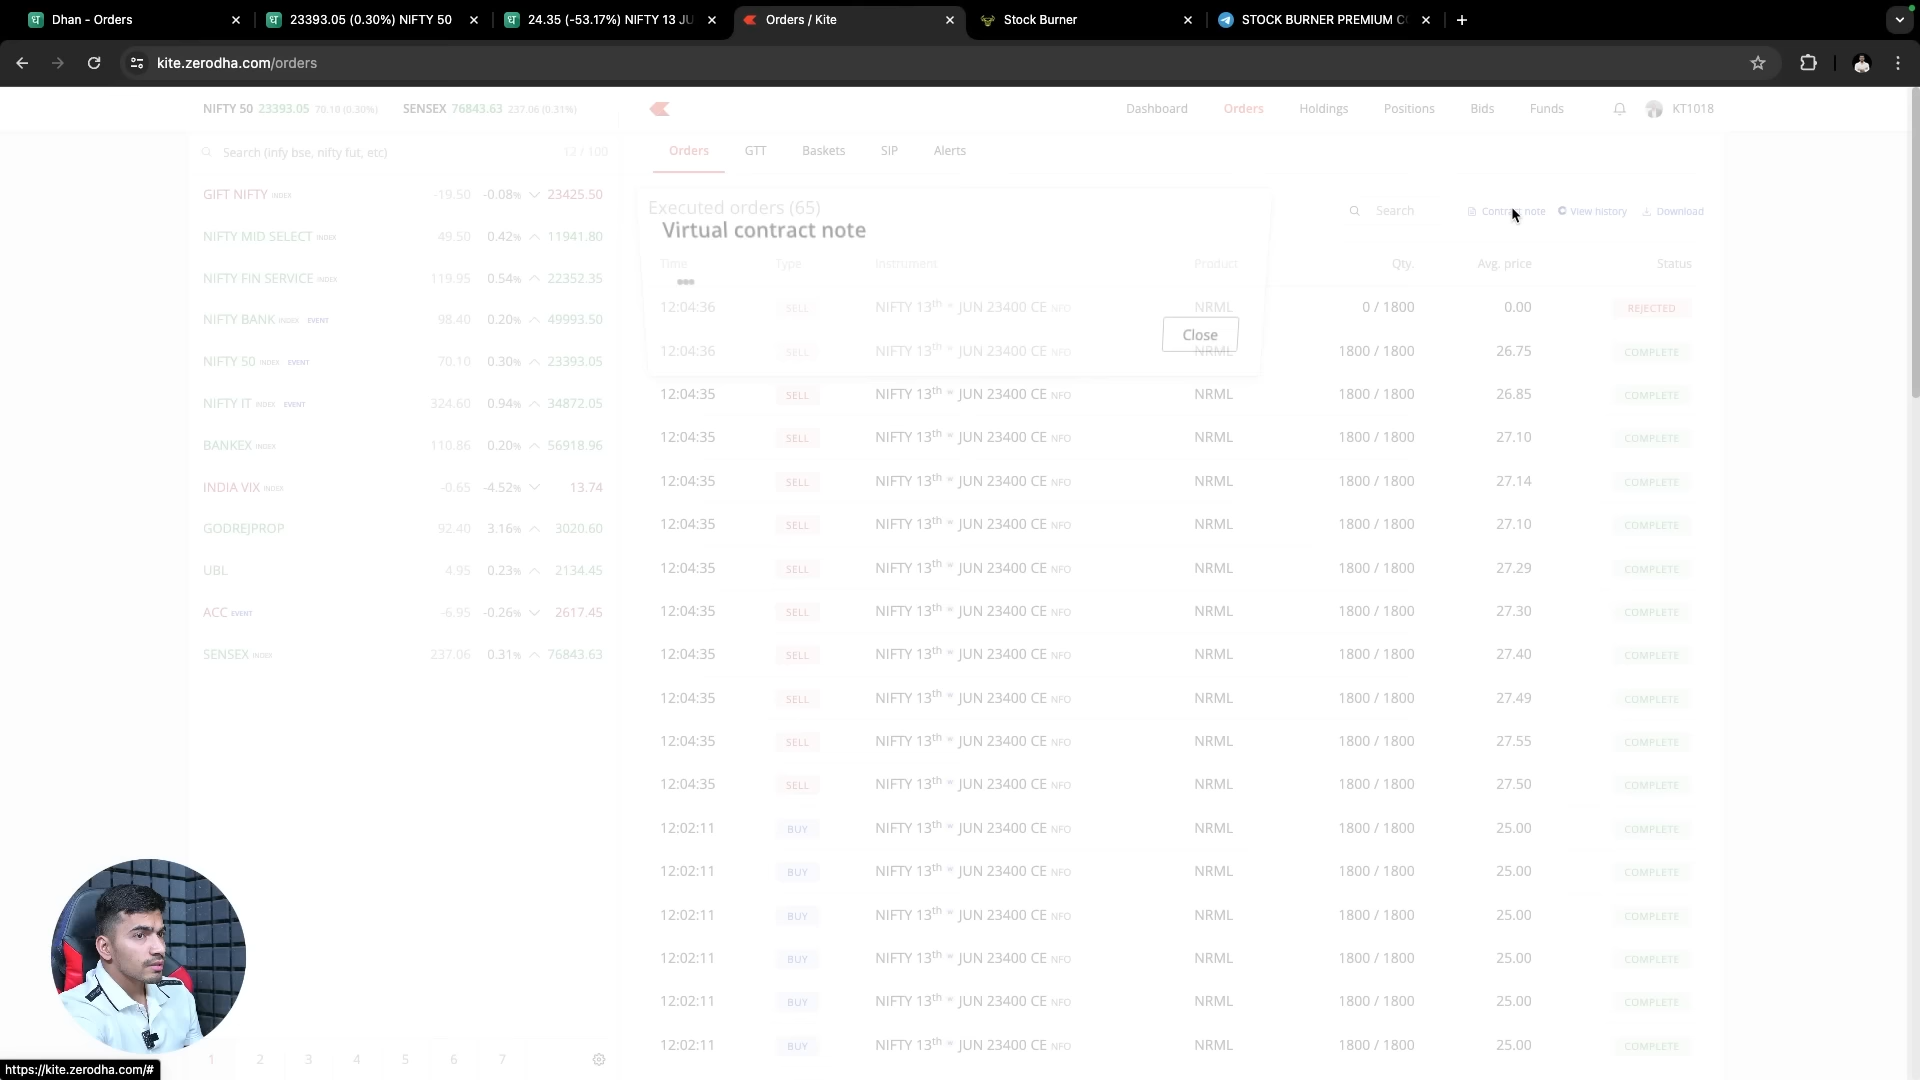 Dhan - Orders
23393.05 (0.30%) NIFTY 50
24.35 (-53.17%) NIFTY 13 JU
Orders / Kite
Stock Burner
STOCK BURNER PREMIUM C
kite.zerodha.com/orders
NIFTY 50 23393.05 70.10 (0.30%) SENSEX 76843.63 237.06 (0.31%)
Dashboard Orders Holdings Positions Bids Funds KT1018
Search (infy bse, nifty fut, etc)
Orders GTT Baskets SIP Alerts
GIFT NIFTY INDEX -19.50 -0.08% 23425.50
NIFTY MID SELECT INDEX 49.50 0.42% 11941.80
NIFTY FIN SERVICE INDEX 119.95 0.54% 22352.35
NIFTY BANK INDEX EVENT 98.40 0.20% 49993.50
NIFTY 50 INDEX EVENT 70.10 0.30% 23393.05
NIFTY IT INDEX EVENT 324.60 0.94% 34872.05
BANKEX INDEX 110.86 0.20% 56918.96
INDIA VIX INDEX -0.65 -4.52% 13.74
GODREJPROP 92.40 3.16% 3020.60
UBL 4.95 0.23% 2134.45
ACC EVENT -6.95 -0.26% 2617.45
SENSEX INDEX 237.06 0.31% 76843.63
1 2 3 4 5 6 7
Executed orders (65)
Search Contract note View history Download
Virtual contract note
Close
Time Type Instrument Product Qty. Avg. price Status
12:04:36 SELL NIFTY 13th w JUN 23400 CE NFO NRML 0 / 1800 0.00 REJECTED
12:04:36 SELL NIFTY 13th w JUN 23400 CE NFO NRML 1800 / 1800 26.75 COMPLETE
12:04:35 SELL NIFTY 13th w JUN 23400 CE NFO NRML 1800 / 1800 26.85 COMPLETE
12:04:35 SELL NIFTY 13th w JUN 23400 CE NFO NRML 1800 / 1800 27.10 COMPLETE
12:04:35 SELL NIFTY 13th w JUN 23400 CE NFO NRML 1800 / 1800 27.14 COMPLETE
12:04:35 SELL NIFTY 13th w JUN 23400 CE NFO NRML 1800 / 1800 27.10 COMPLETE
12:04:35 SELL NIFTY 13th w JUN 23400 CE NFO NRML 1800 / 1800 27.29 COMPLETE
12:04:35 SELL NIFTY 13th w JUN 23400 CE NFO NRML 1800 / 1800 27.30 COMPLETE
12:04:35 SELL NIFTY 13th w JUN 23400 CE NFO NRML 1800 / 1800 27.40 COMPLETE
12:04:35 SELL NIFTY 13th w JUN 23400 CE NFO NRML 1800 / 1800 27.49 COMPLETE
12:04:35 SELL NIFTY 13th w JUN 23400 CE NFO NRML 1800 / 1800 27.55 COMPLETE
12:04:35 SELL NIFTY 13th w JUN 23400 CE NFO NRML 1800 / 1800 27.50 COMPLETE
12:02:11 BUY NIFTY 13th w JUN 23400 CE NFO NRML 1800 / 1800 25.00 COMPLETE
12:02:11 BUY NIFTY 13th w JUN 23400 CE NFO NRML 1800 / 1800 25.00 COMPLETE
12:02:11 BUY NIFTY 13th w JUN 23400 CE NFO NRML 1800 / 1800 25.00 COMPLETE
12:02:11 BUY NIFTY 13th w JUN 23400 CE NFO NRML 1800 / 1800 25.00 COMPLETE
12:02:11 BUY NIFTY 13th w JUN 23400 CE NFO NRML 1800 / 1800 25.00 COMPLETE
12:02:11 BUY NIFTY 13th w JUN 23400 CE NFO NRML 1800 / 1800 25.00 COMPLETE
https://kite.zerodha.com/#